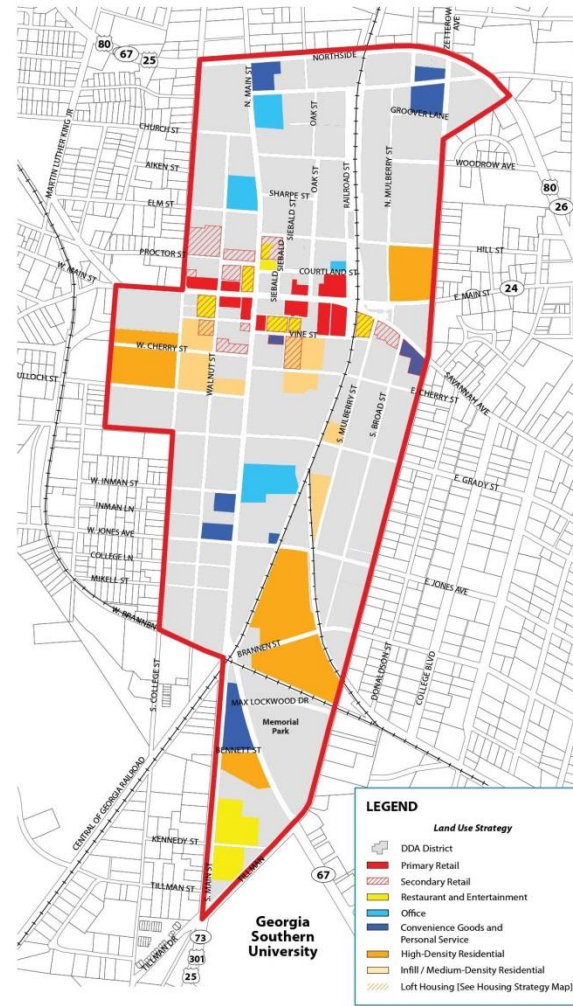 ZETTEROWER
AVE
80
67
25
NORTHSIDE
N. MAIN ST
OAK ST
GROOVER LANE
MARTIN LUTHER KING JR
CHURCH ST
AIKEN ST
ELM ST
SHARPE ST
OAK ST
RAILROAD ST
N. MULBERRY ST
WOODROW AVE
80
26
SIEBALD ST
SIEBALD
SIEBALD
PROCTOR ST
COURTLAND ST
HILL ST
W. MAIN ST
E. MAIN ST
24
VINE ST
W. CHERRY ST
WALNUT ST
ULLOCH ST
SAVANNAH AVE
E. CHERRY ST
S. MULBERRY ST
S. BROAD ST
E. GRADY ST
W. INMAN ST
INMAN LN
W. JONES AVE
COLLEGE LN
MIKELL ST
E. JONES AVE
W. BRANNEN
BRANNEN ST
S. COLLEGE ST
DONALDSON ST
COLLEGE BLVD
MAX LOCKWOOD DR
Memorial
Park
BENNETT ST
CENTRAL OF GEORGIA RAILROAD
KENNEDY ST
TILLMAN ST
S. MAIN ST
TILLMAN
67
TILLMAN DR
73
301
25
Georgia
Southern
University
LEGEND
Land Use Strategy
DDA District
Primary Retail
Secondary Retail
Restaurant and Entertainment
Office
Convenience Goods and
Personal Service
High-Density Residential
Infill / Medium-Density Residential
Loft Housing [See Housing Strategy Map]